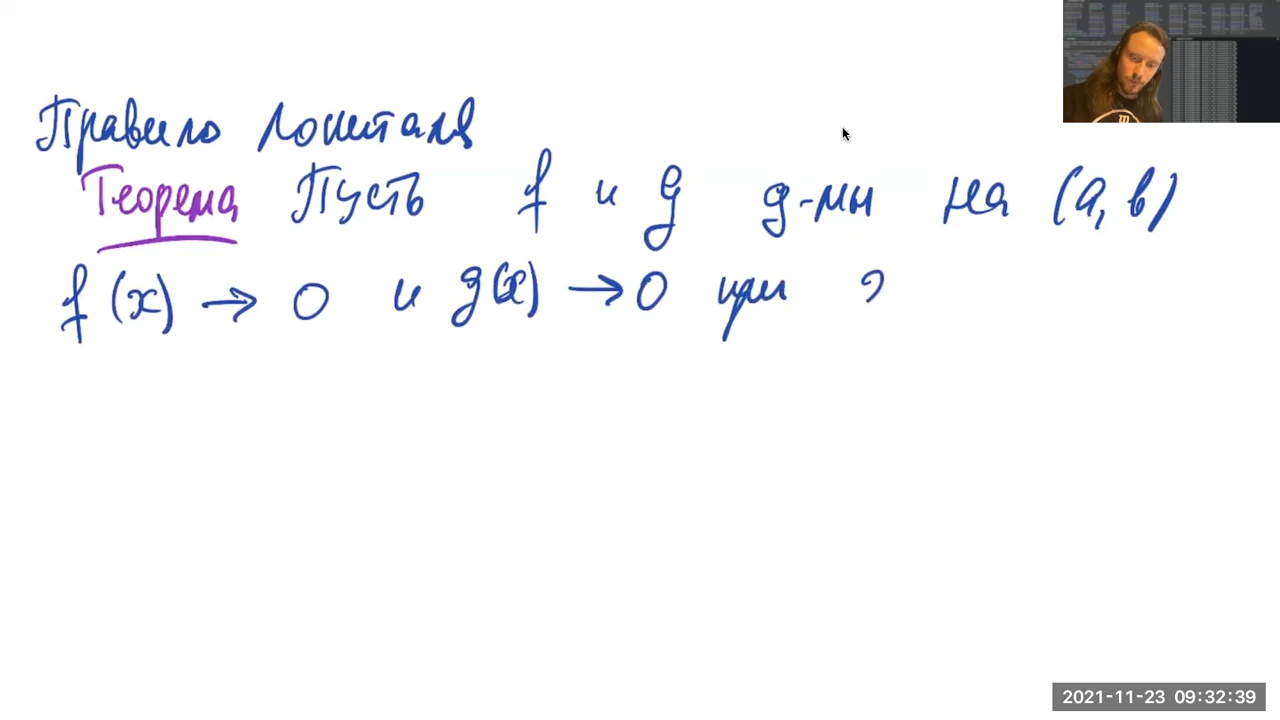 Правило Лопиталя
Теорема Пусть f и g д-мы на (a, b)
f(x) → 0 и g(x) → 0 при
2021-11-23 09:32:39